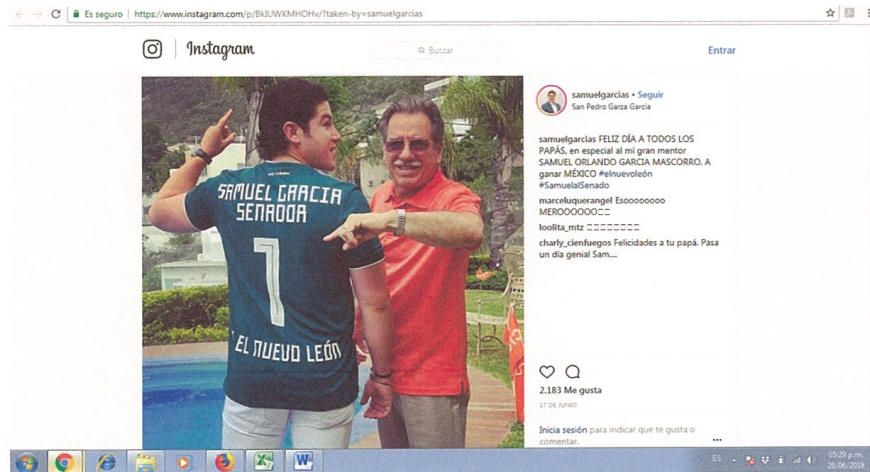 Es seguro | https://www.instagram.com/p/BkIUWKMHOHv/?taken-by=samuelgarcias
Instagram
Buscar
Entrar
samuelgarcias • Seguir
San Pedro Garza Garcia
samuelgarcias FELIZ DÍA A TODOS LOS
PAPÁS, en especial al mi gran mentor
SAMUEL ORLANDO GARCIA MASCORRO. A
ganar MÉXICO #elnuevoleón
#SamuelalSenado
marceluquerangel Esoooooooo
MEROOOOOO
loolita_mtz
charly_cienfuegos Felicidades a tu papá. Pasa
un día genial Sam....
SAMUEL GARCIA
SENADOR
1
EL NUEVO LEÓN
2.183 Me gusta
17 DE JUNIO
Inicia sesión para indicar que te gusta o
comentar.
ES
05:29 p.m.
26/06/2018